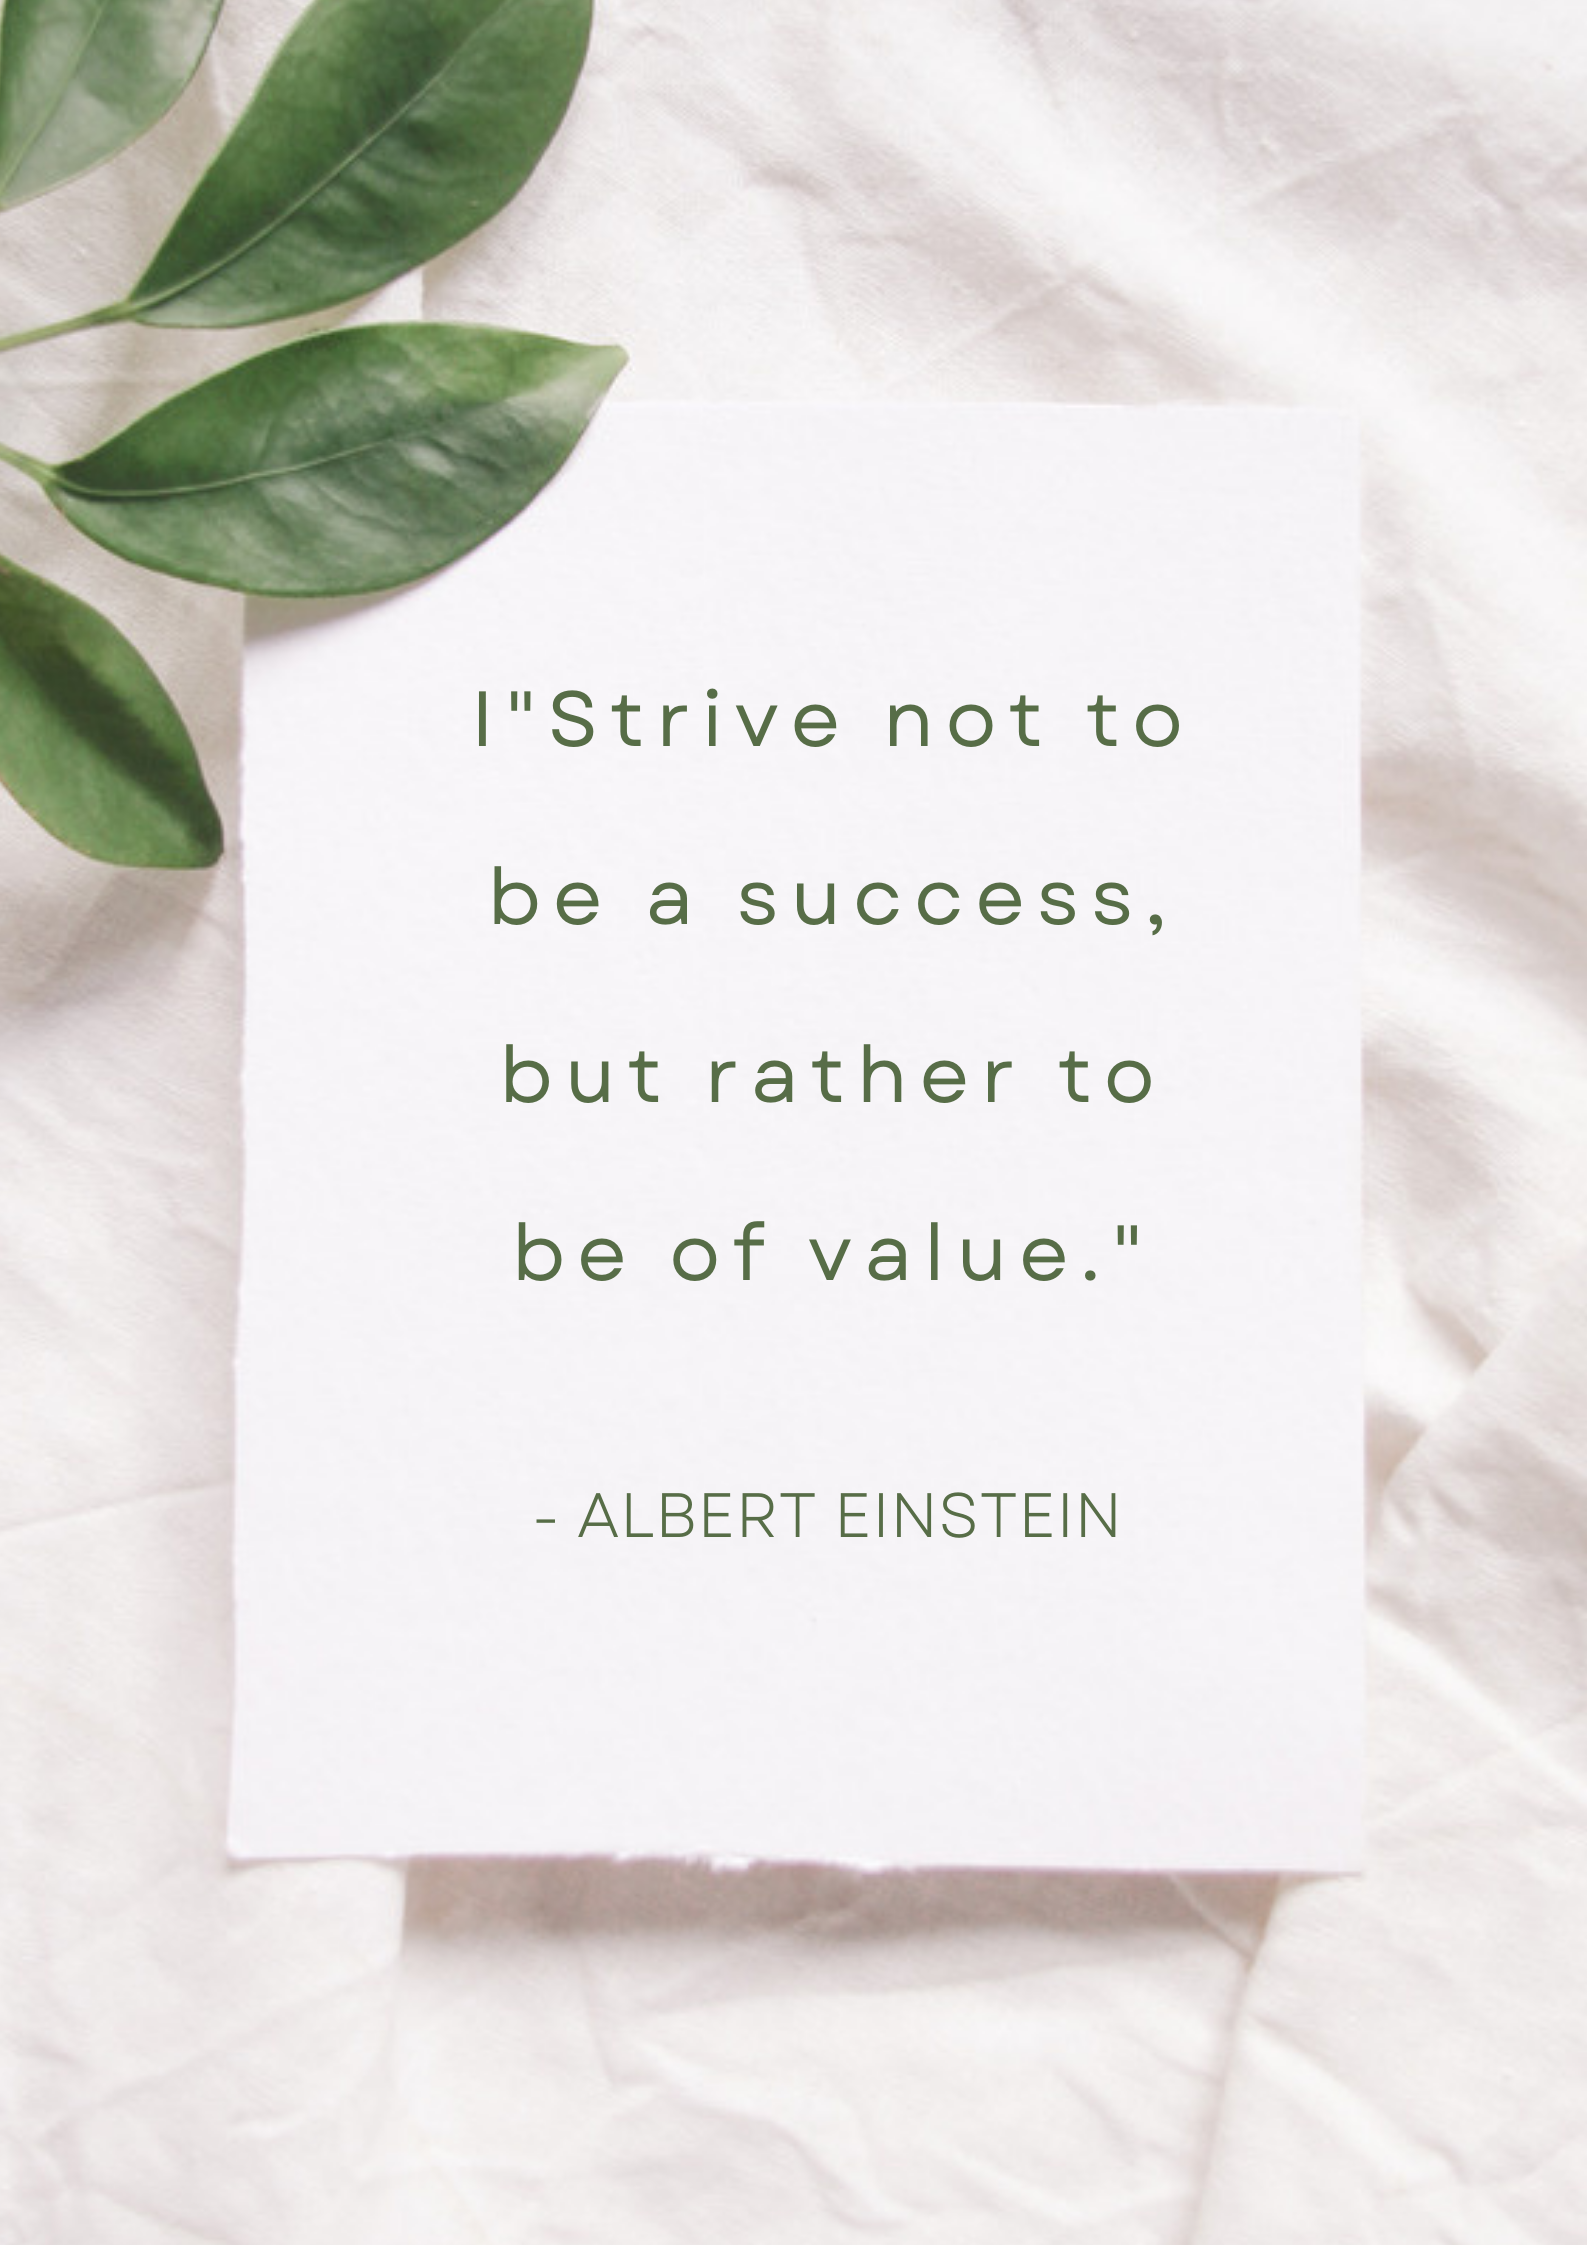 I"Strive not to
be a success,
but rather to
be of value."
- ALBERT EINSTEIN